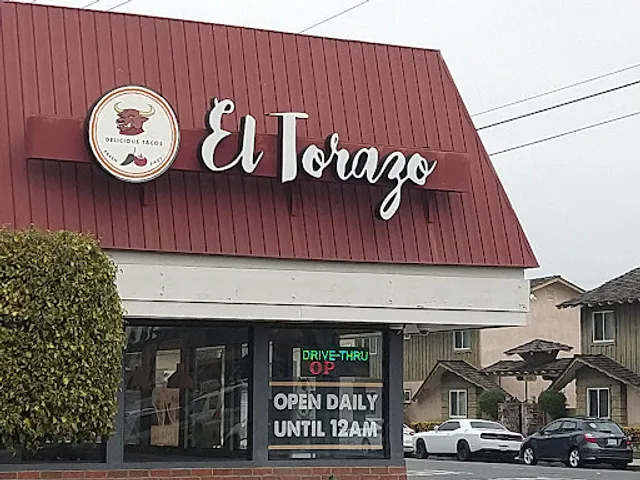 DELICIOUS TACOS
El Torazo
DRIVE-THRU
OP
OPEN DAILY
UNTIL 12AM